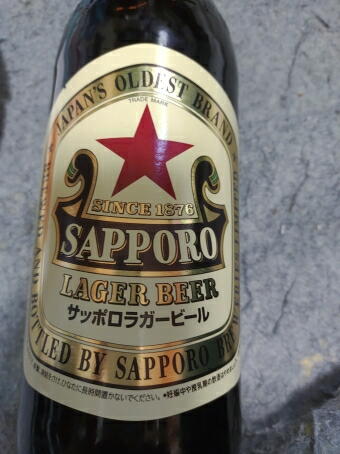 JAPAN'S OLDEST BRAND
TRADE MARK
SINCE 1876
SAPPORO
LAGER BEER
サッポロラガービール
AND BOTTLED BY SAPPORO